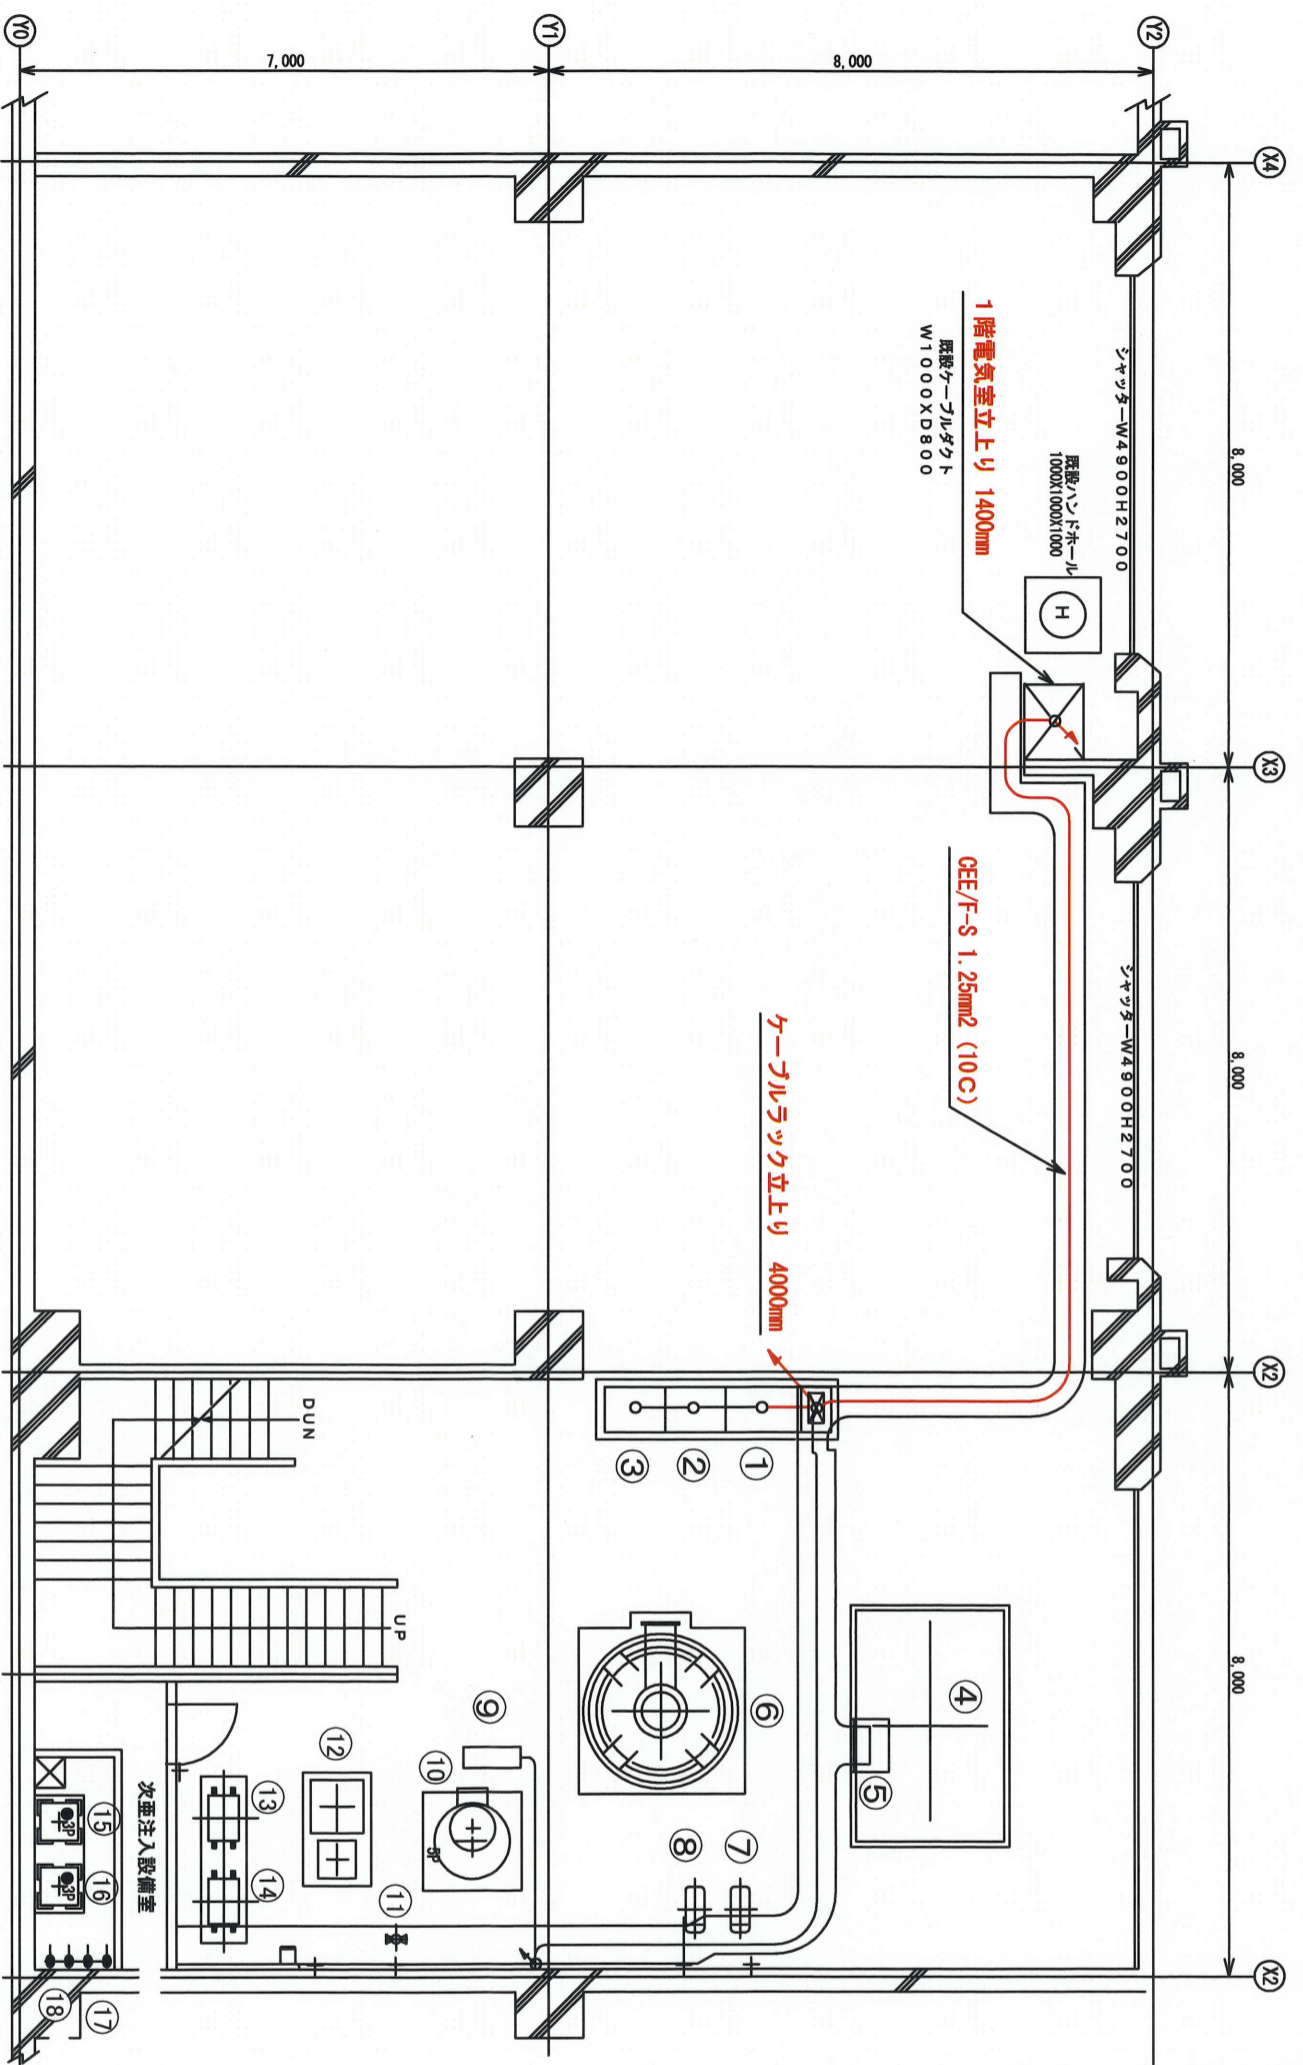 Y0
Y1
Y2
7,000
8,000
X4
X3
X2
X2
8,000
8,000
8,000
シャッターW4900H2700
シャッターW4900H2700
既設ハンドホール
1000X1000X1000
H
1階電気室立上り 1400mm
既設ケーブルダクト
W1000XD800
CEE/F-S 1.25mm2 (10C)
ケーブルラック立上り 4000mm
①
②
③
④
⑤
⑥
⑦
⑧
⑨
⑩
5P
⑪
⑫
⑬
⑭
DUN
UP
次亜注入設備室
⑮
3P
⑯
3P
⑰
⑱